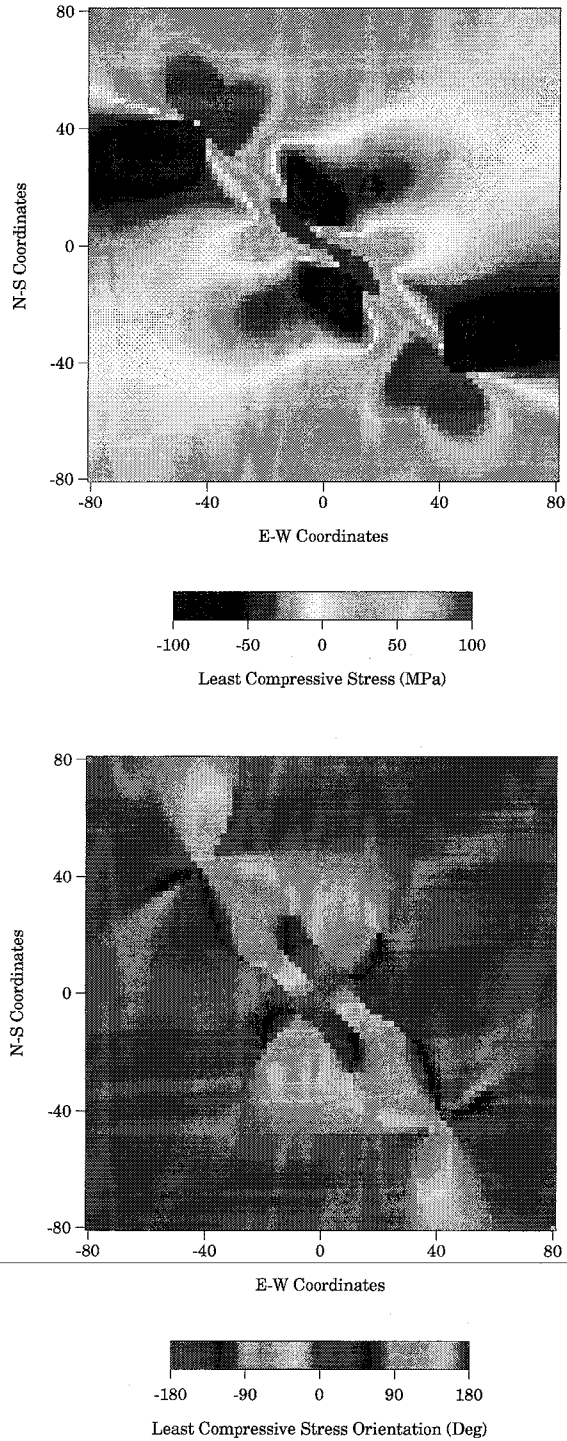 80
40
0
-40
-80
N-S Coordinates
-80 -40 0 40 80
E-W Coordinates
-100 -50 0 50 100
Least Compressive Stress (MPa)
80
40
0
-40
-80
N-S Coordinates
-80 -40 0 40 80
E-W Coordinates
-180 -90 0 90 180
Least Compressive Stress Orientation (Deg)